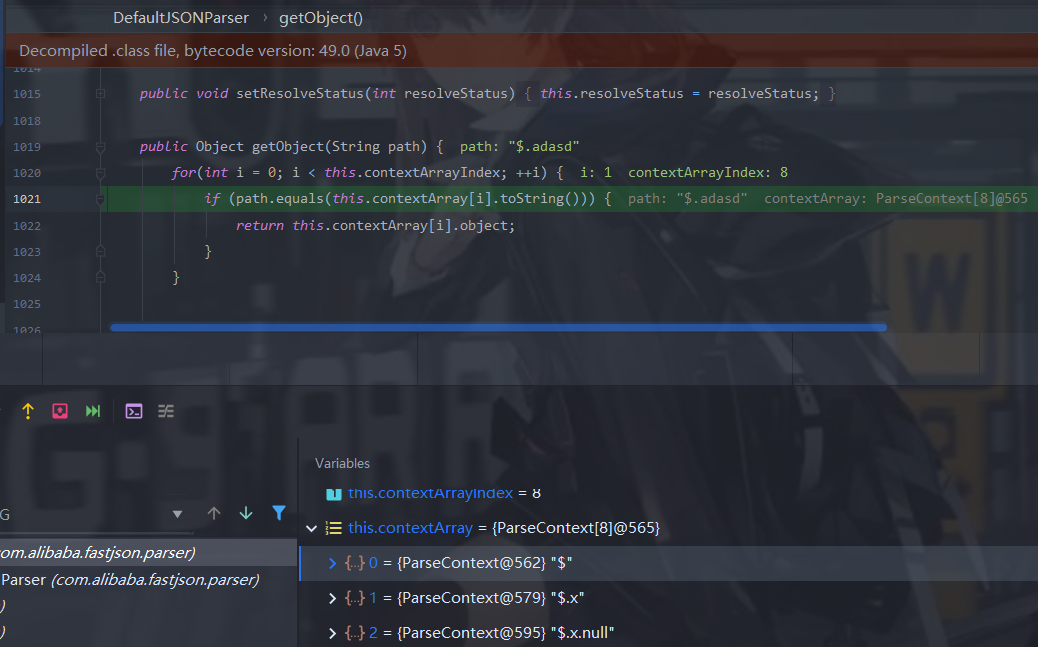 DefaultJSONParser › getObject()
Decompiled .class file, bytecode version: 49.0 (Java 5)
1014
1015 public void setResolveStatus(int resolveStatus) { this.resolveStatus = resolveStatus; }
1018
1019 public Object getObject(String path) { path: "$.adasd"
1020 for(int i = 0; i < this.contextArrayIndex; ++i) { i: 1 contextArrayIndex: 8
1021 if (path.equals(this.contextArray[i].toString())) { path: "$.adasd" contextArray: ParseContext[8]@565
1022 return this.contextArray[i].object;
1023 }
1024 }
1025
1026
Variables
this.contextArrayIndex = 8
G
this.contextArray = {ParseContext[8]@565}
com.alibaba.fastjson.parser)
{...} 0 = {ParseContext@562} "$"
Parser (com.alibaba.fastjson.parser)
{...} 1 = {ParseContext@579} "$.x"
)
{...} 2 = {ParseContext@595} "$.x.null"
)
W